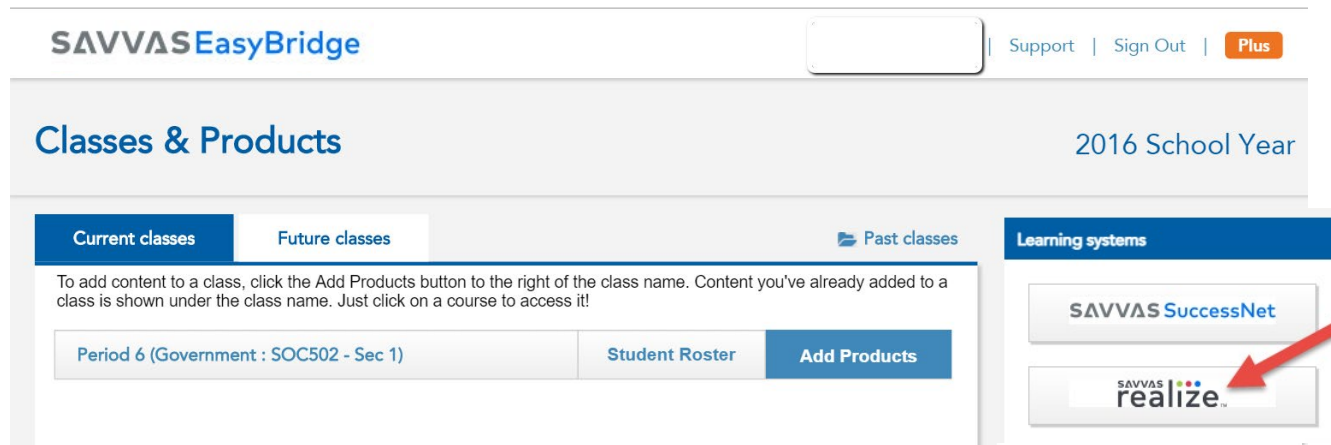 SAVVAS EasyBridge
| Support | Sign Out | Plus
Classes & Products
2016 School Year
Current classes
Future classes
Past classes
To add content to a class, click the Add Products button to the right of the class name. Content you've already added to a
class is shown under the class name. Just click on a course to access it!
Period 6 (Government : SOC502 - Sec 1)
Student Roster
Add Products
Learning systems
SAVVAS SuccessNet
SAVVAS
realize™